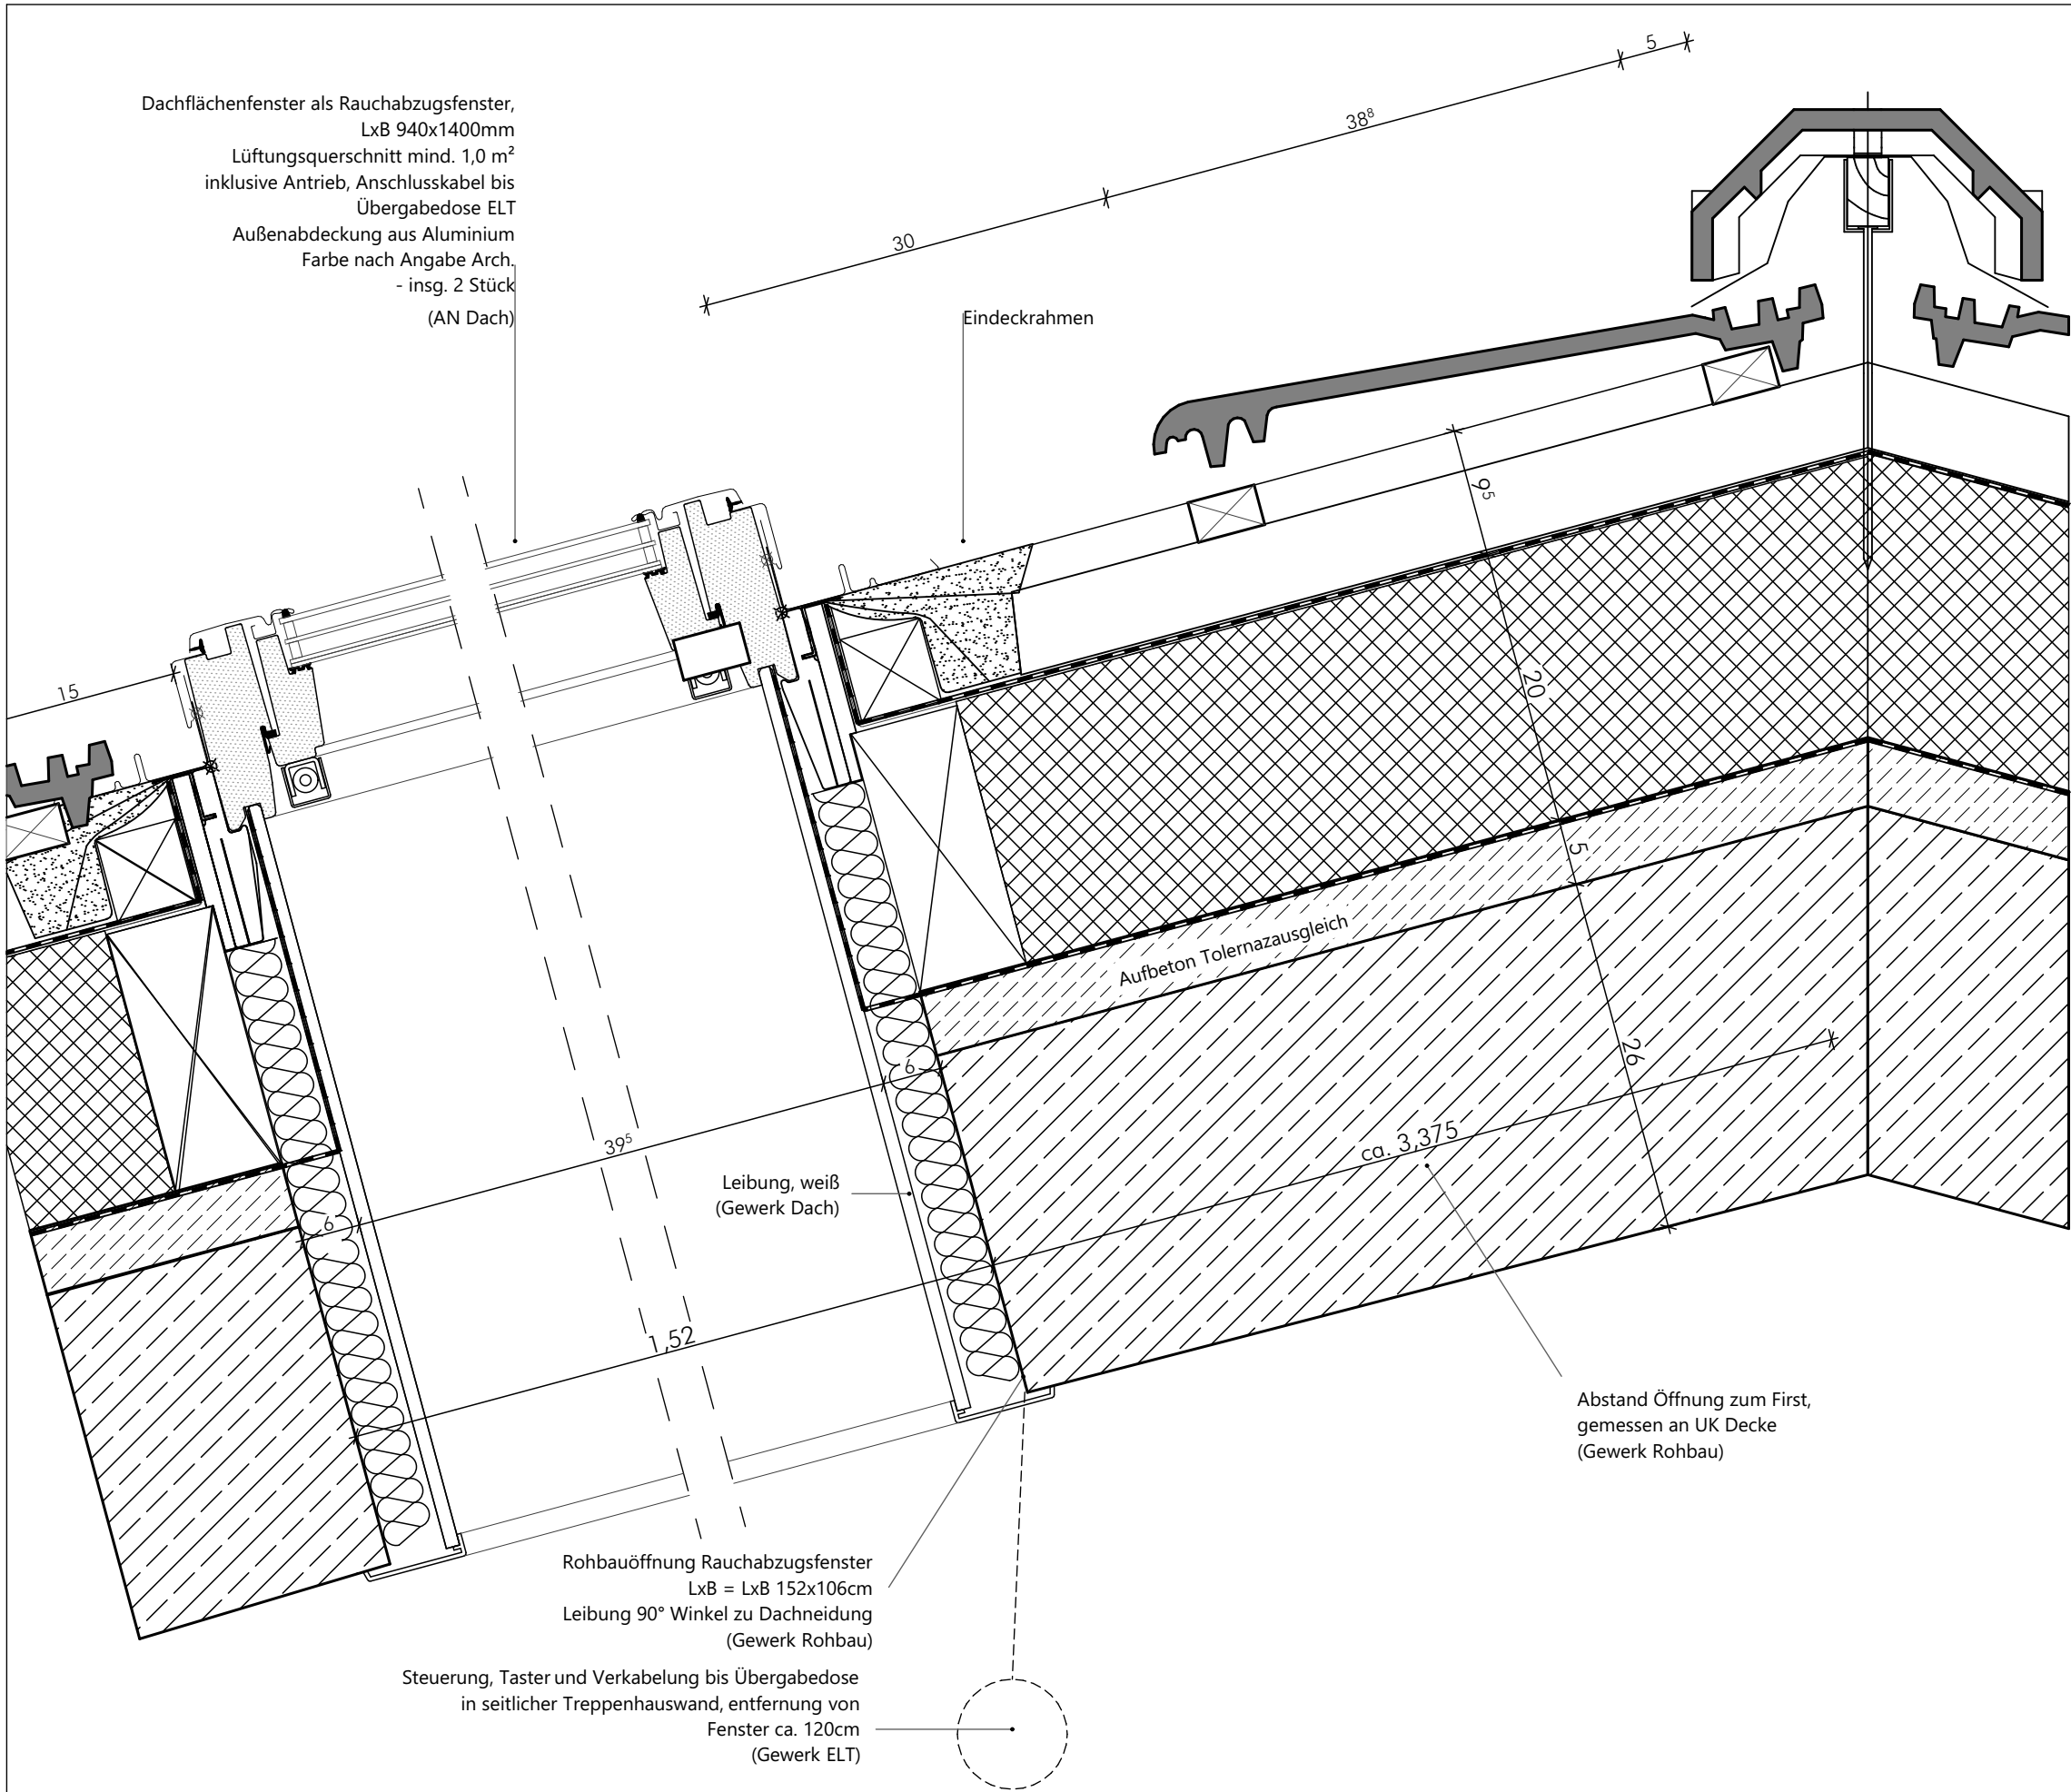 5
38⁸
30
Dachflächenfenster als Rauchabzugsfenster,
LxB 940x1400mm
Lüftungsquerschnitt mind. 1,0 m²
inklusive Antrieb, Anschlusskabel bis
Übergabedose ELT
Außenabdeckung aus Aluminium
Farbe nach Angabe Arch.
- insg. 2 Stück
(AN Dach)
Eindeckrahmen
9⁵
15
20
5
Aufbeton Tolernazausgleich
26
6
39⁵
ca. 3,375
Leibung, weiß
(Gewerk Dach)
6
1,52
Abstand Öffnung zum First,
gemessen an UK Decke
(Gewerk Rohbau)
Rohbauöffnung Rauchabzugsfenster
LxB = LxB 152x106cm
Leibung 90° Winkel zu Dachneidung
(Gewerk Rohbau)
Steuerung, Taster und Verkabelung bis Übergabedose
in seitlicher Treppenhauswand, entfernung von
Fenster ca. 120cm
(Gewerk ELT)